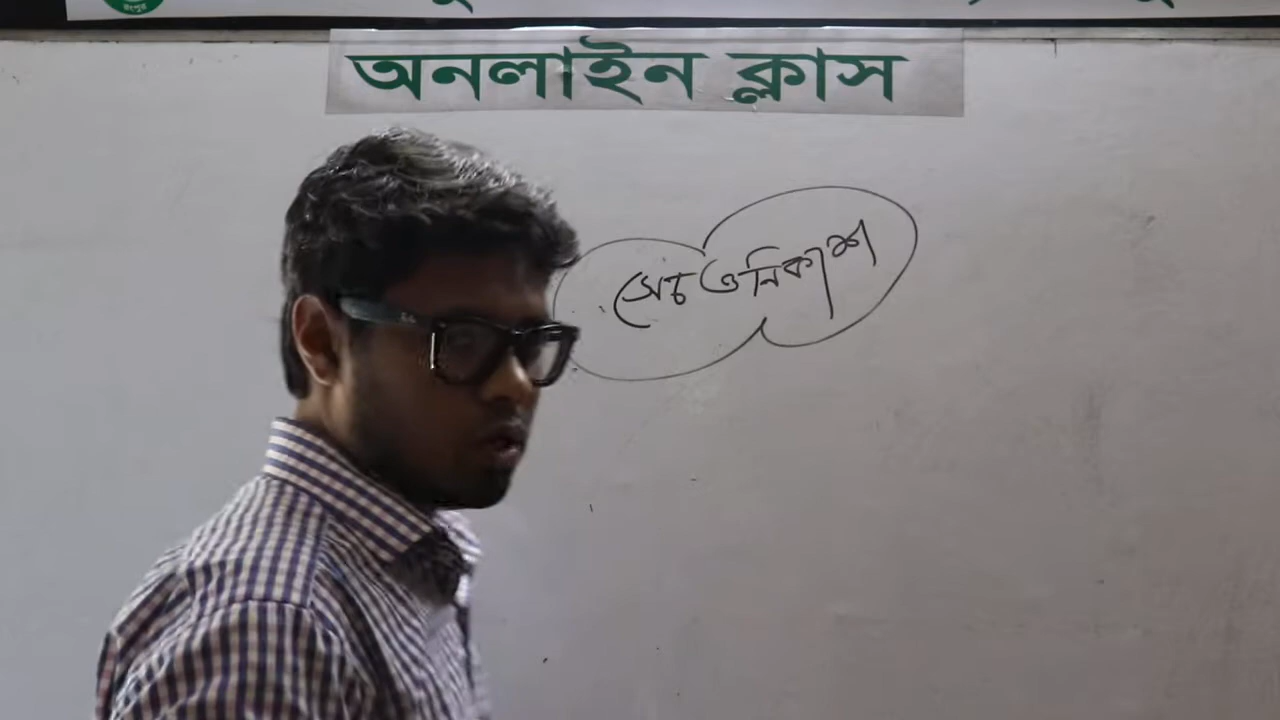 রংপুর
অনলাইন ক্লাস
সেচ ও নিকাশ